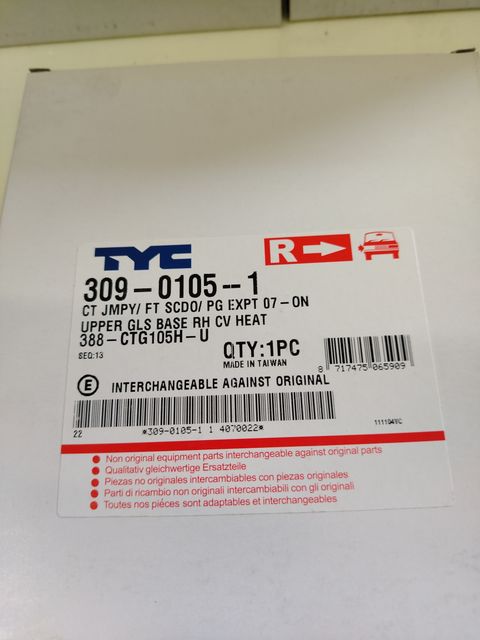 TYC
R
309-0105--1
CT JMPY/ FT SCDO/ PG EXPT 07-ON
UPPER GLS BASE RH CV HEAT
388-CTG105H-U
SEQ:13
QTY:1PC
MADE IN TAIWAN
8 717475 065909
E INTERCHANGEABLE AGAINST ORIGINAL
22
*309-0105-1 1 4070022*
Non original equipment parts interchangeable against original parts
Qualitativ gleichwertige Ersatzteile
Piezas no originales intercambiables con piezas originales
Parti di ricambio non originali intercambiabili con gli originali
Toutes nos piéces sont adaptables et interchangeables